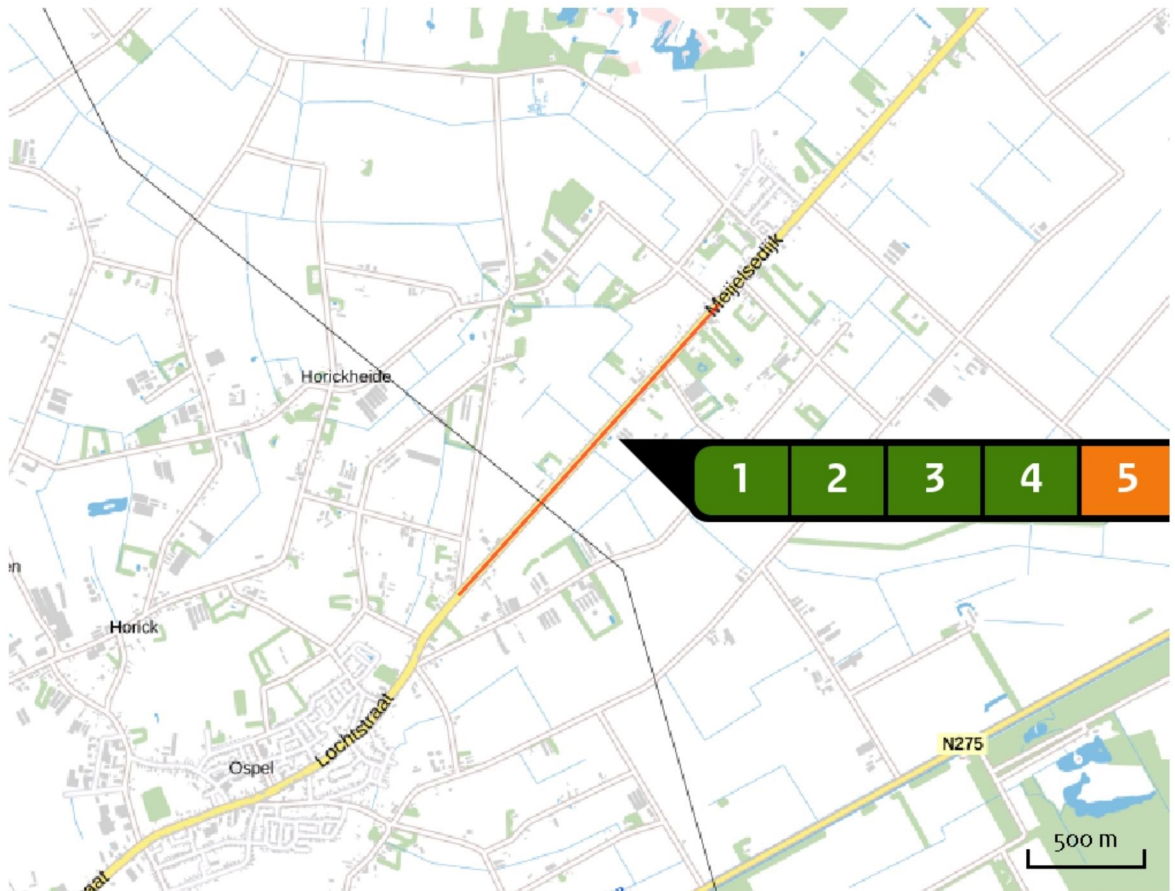 Meijelsedijk
Horickheide
1 2 3 4 5
Horick
Lochtstraat
N275
Ospel
500 m